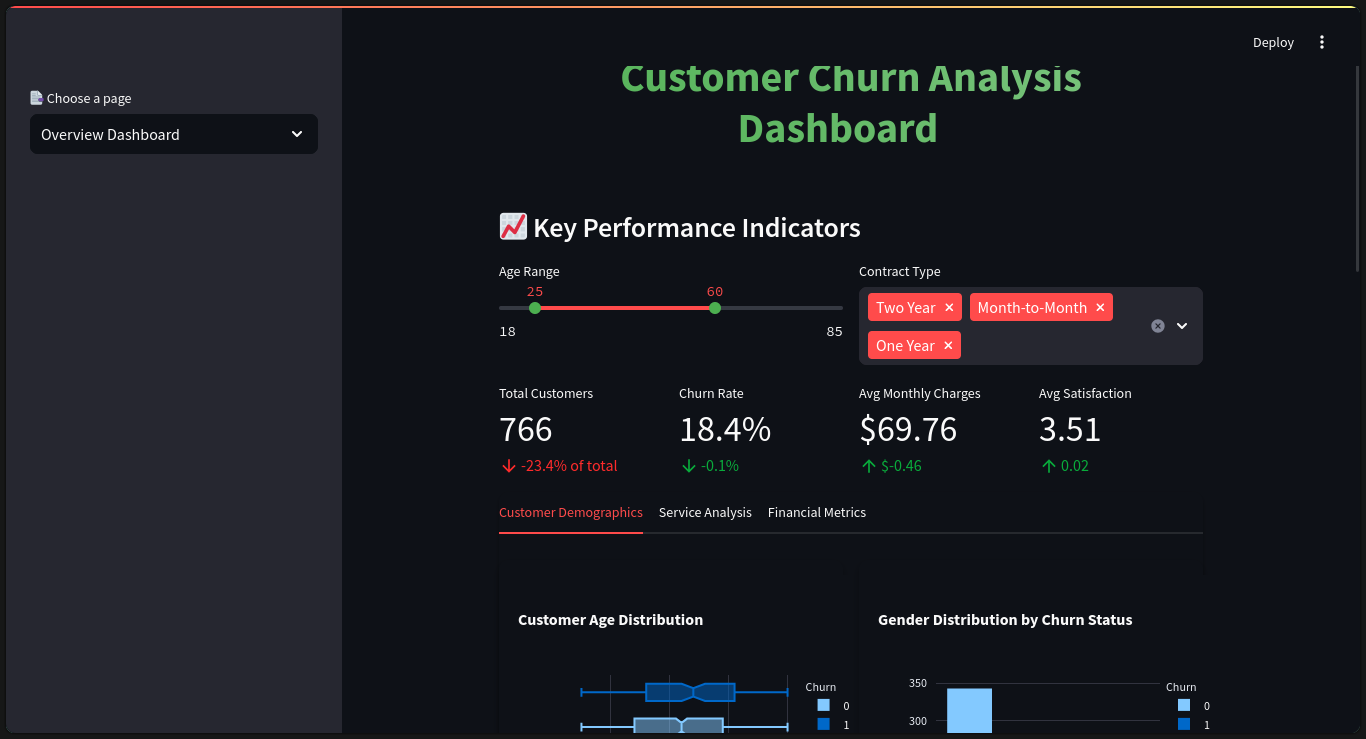 Deploy
Choose a page
Overview Dashboard
Customer Churn Analysis
Dashboard
Key Performance Indicators
Age Range
25 60
18 85
Contract Type
Two Year Month-to-Month
One Year
Total Customers
766
-23.4% of total
Churn Rate
18.4%
-0.1%
Avg Monthly Charges
$69.76
$-0.46
Avg Satisfaction
3.51
0.02
Customer Demographics Service Analysis Financial Metrics
Customer Age Distribution
Churn
0
1
Gender Distribution by Churn Status
350
300
Churn
0
1